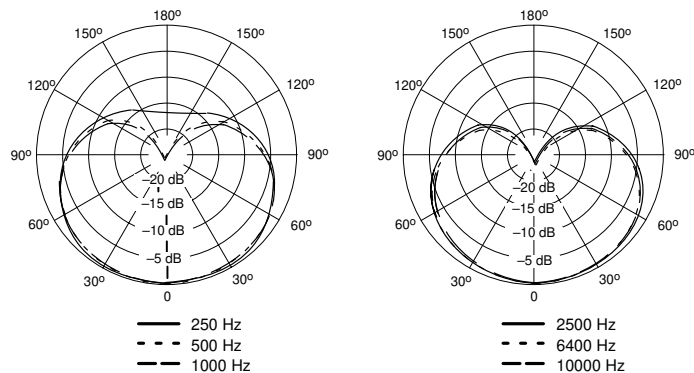 180º
150º 150º
120º 120º
90º 90º
–20 dB
–15 dB
60º 60º
–10 dB
–5 dB
30º 30º
0
250 Hz
500 Hz
1000 Hz
180º
150º 150º
120º 120º
90º 90º
–20 dB
–15 dB
60º 60º
–10 dB
–5 dB
30º 30º
0
2500 Hz
6400 Hz
10000 Hz